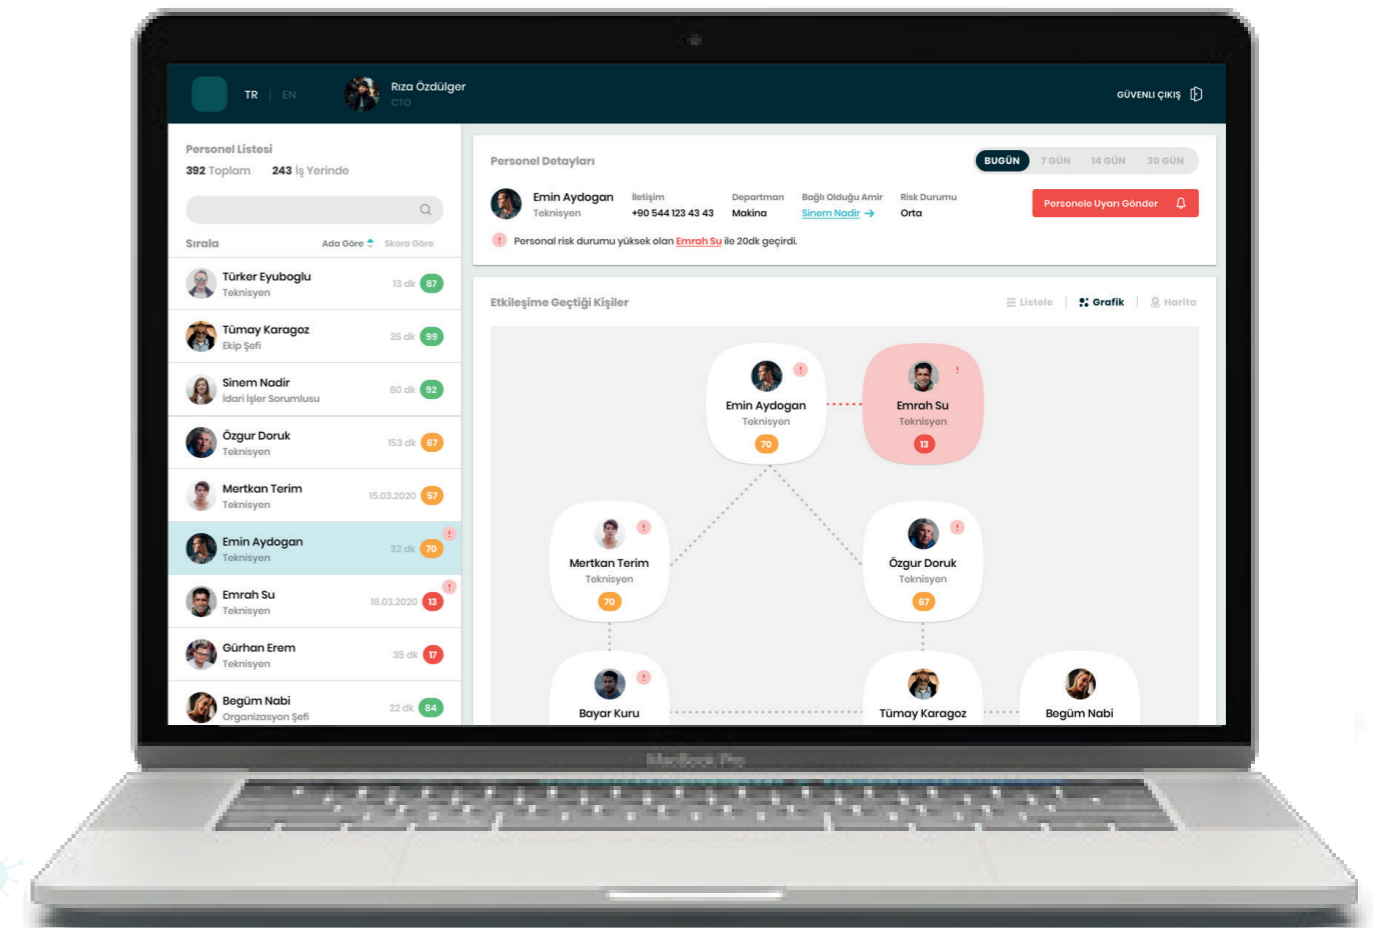 TR | EN
Rıza Özdülger
CTO
GÜVENLI ÇIKIŞ
Personel Listesi
392 Toplam 243 İş Yerinde
Sırala Ada Göre Skora Göre
Türker Eyuboglu
Teknisyen
13 dk 87
Tümay Karagoz
Ekip Şefi
35 dk 99
Sinem Nadir
İdari İşler Sorumlusu
80 dk 92
Özgur Doruk
Teknisyen
153 dk 67
Mertkan Terim
Teknisyen
15.03.2020 57
Emin Aydogan
Teknisyen
32 dk 70
!
Emrah Su
Teknisyen
16.03.2020 13
!
Gürhan Erem
Teknisyen
35 dk 17
Begüm Nabi
Organizasyon Şefi
22 dk 84
Personel Detayları
BUGÜN 7 GÜN 14 GÜN 30 GÜN
Emin Aydogan
Teknisyen
İletişim
+90 544 123 43 43
Departman
Makina
Bağlı Olduğu Amir
Sinem Nadir →
Risk Durumu
Orta
Personele Uyarı Gönder
! Personal risk durumu yüksek olan Emrah Su ile 20dk geçirdi.
Etkileşime Geçtiği Kişiler
Listele | Grafik | Harita
!
Emin Aydogan
Teknisyen
70
!
Emrah Su
Teknisyen
13
!
Mertkan Terim
Teknisyen
70
!
Özgur Doruk
Teknisyen
67
!
Bayar Kuru
Tümay Karagoz
Begüm Nabi
MacBook Pro